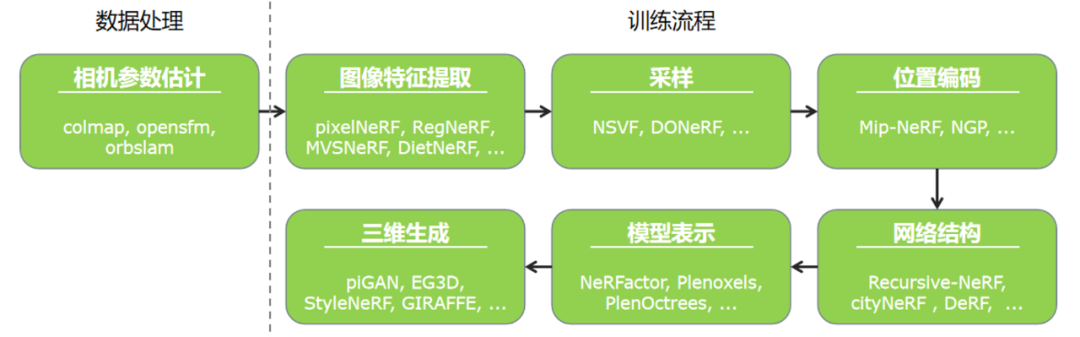 数据处理
训练流程
相机参数估计
colmap, opensfm,
orbslam
图像特征提取
pixelNeRF, RegNeRF,
MVSNeRF, DietNeRF, ...
采样
NSVF, DONeRF, ...
位置编码
Mip-NeRF, NGP, ...
网络结构
Recursive-NeRF,
cityNeRF , DeRF,  ...
模型表示
NeRFactor, Plenoxels,
PlenOctrees, ...
三维生成
piGAN, EG3D,
StyleNeRF, GIRAFFE, ...